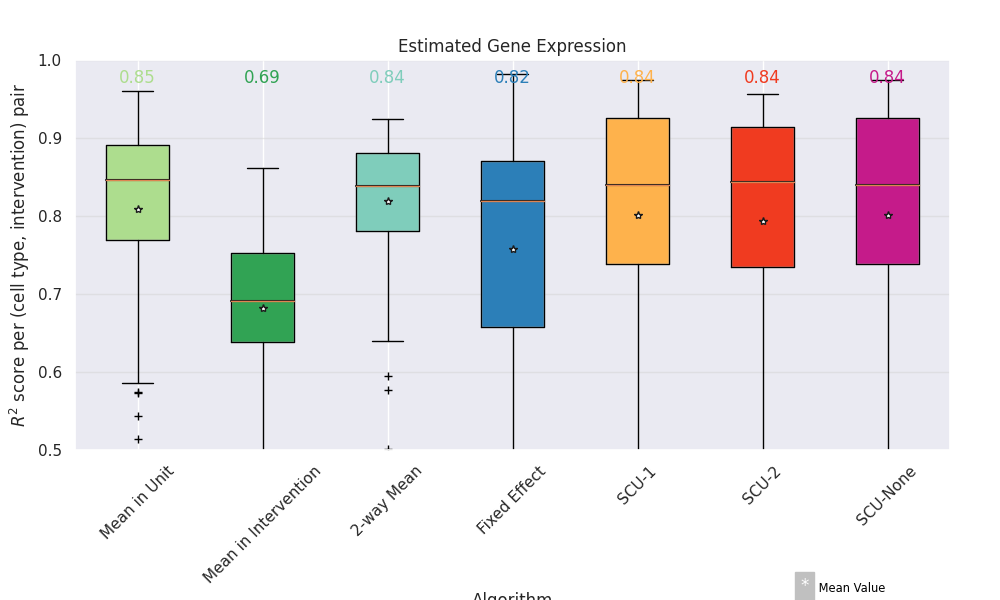 Estimated Gene Expression
1.0
0.9
0.8
0.7
0.6
0.5
R² score per (cell type, intervention) pair
0.85 0.69 0.84 0.82 0.84 0.84 0.84
Mean in Unit
Mean in Intervention
2-way Mean
Fixed Effect
SCU-1
SCU-2
SCU-None
Algorithm
* Mean Value